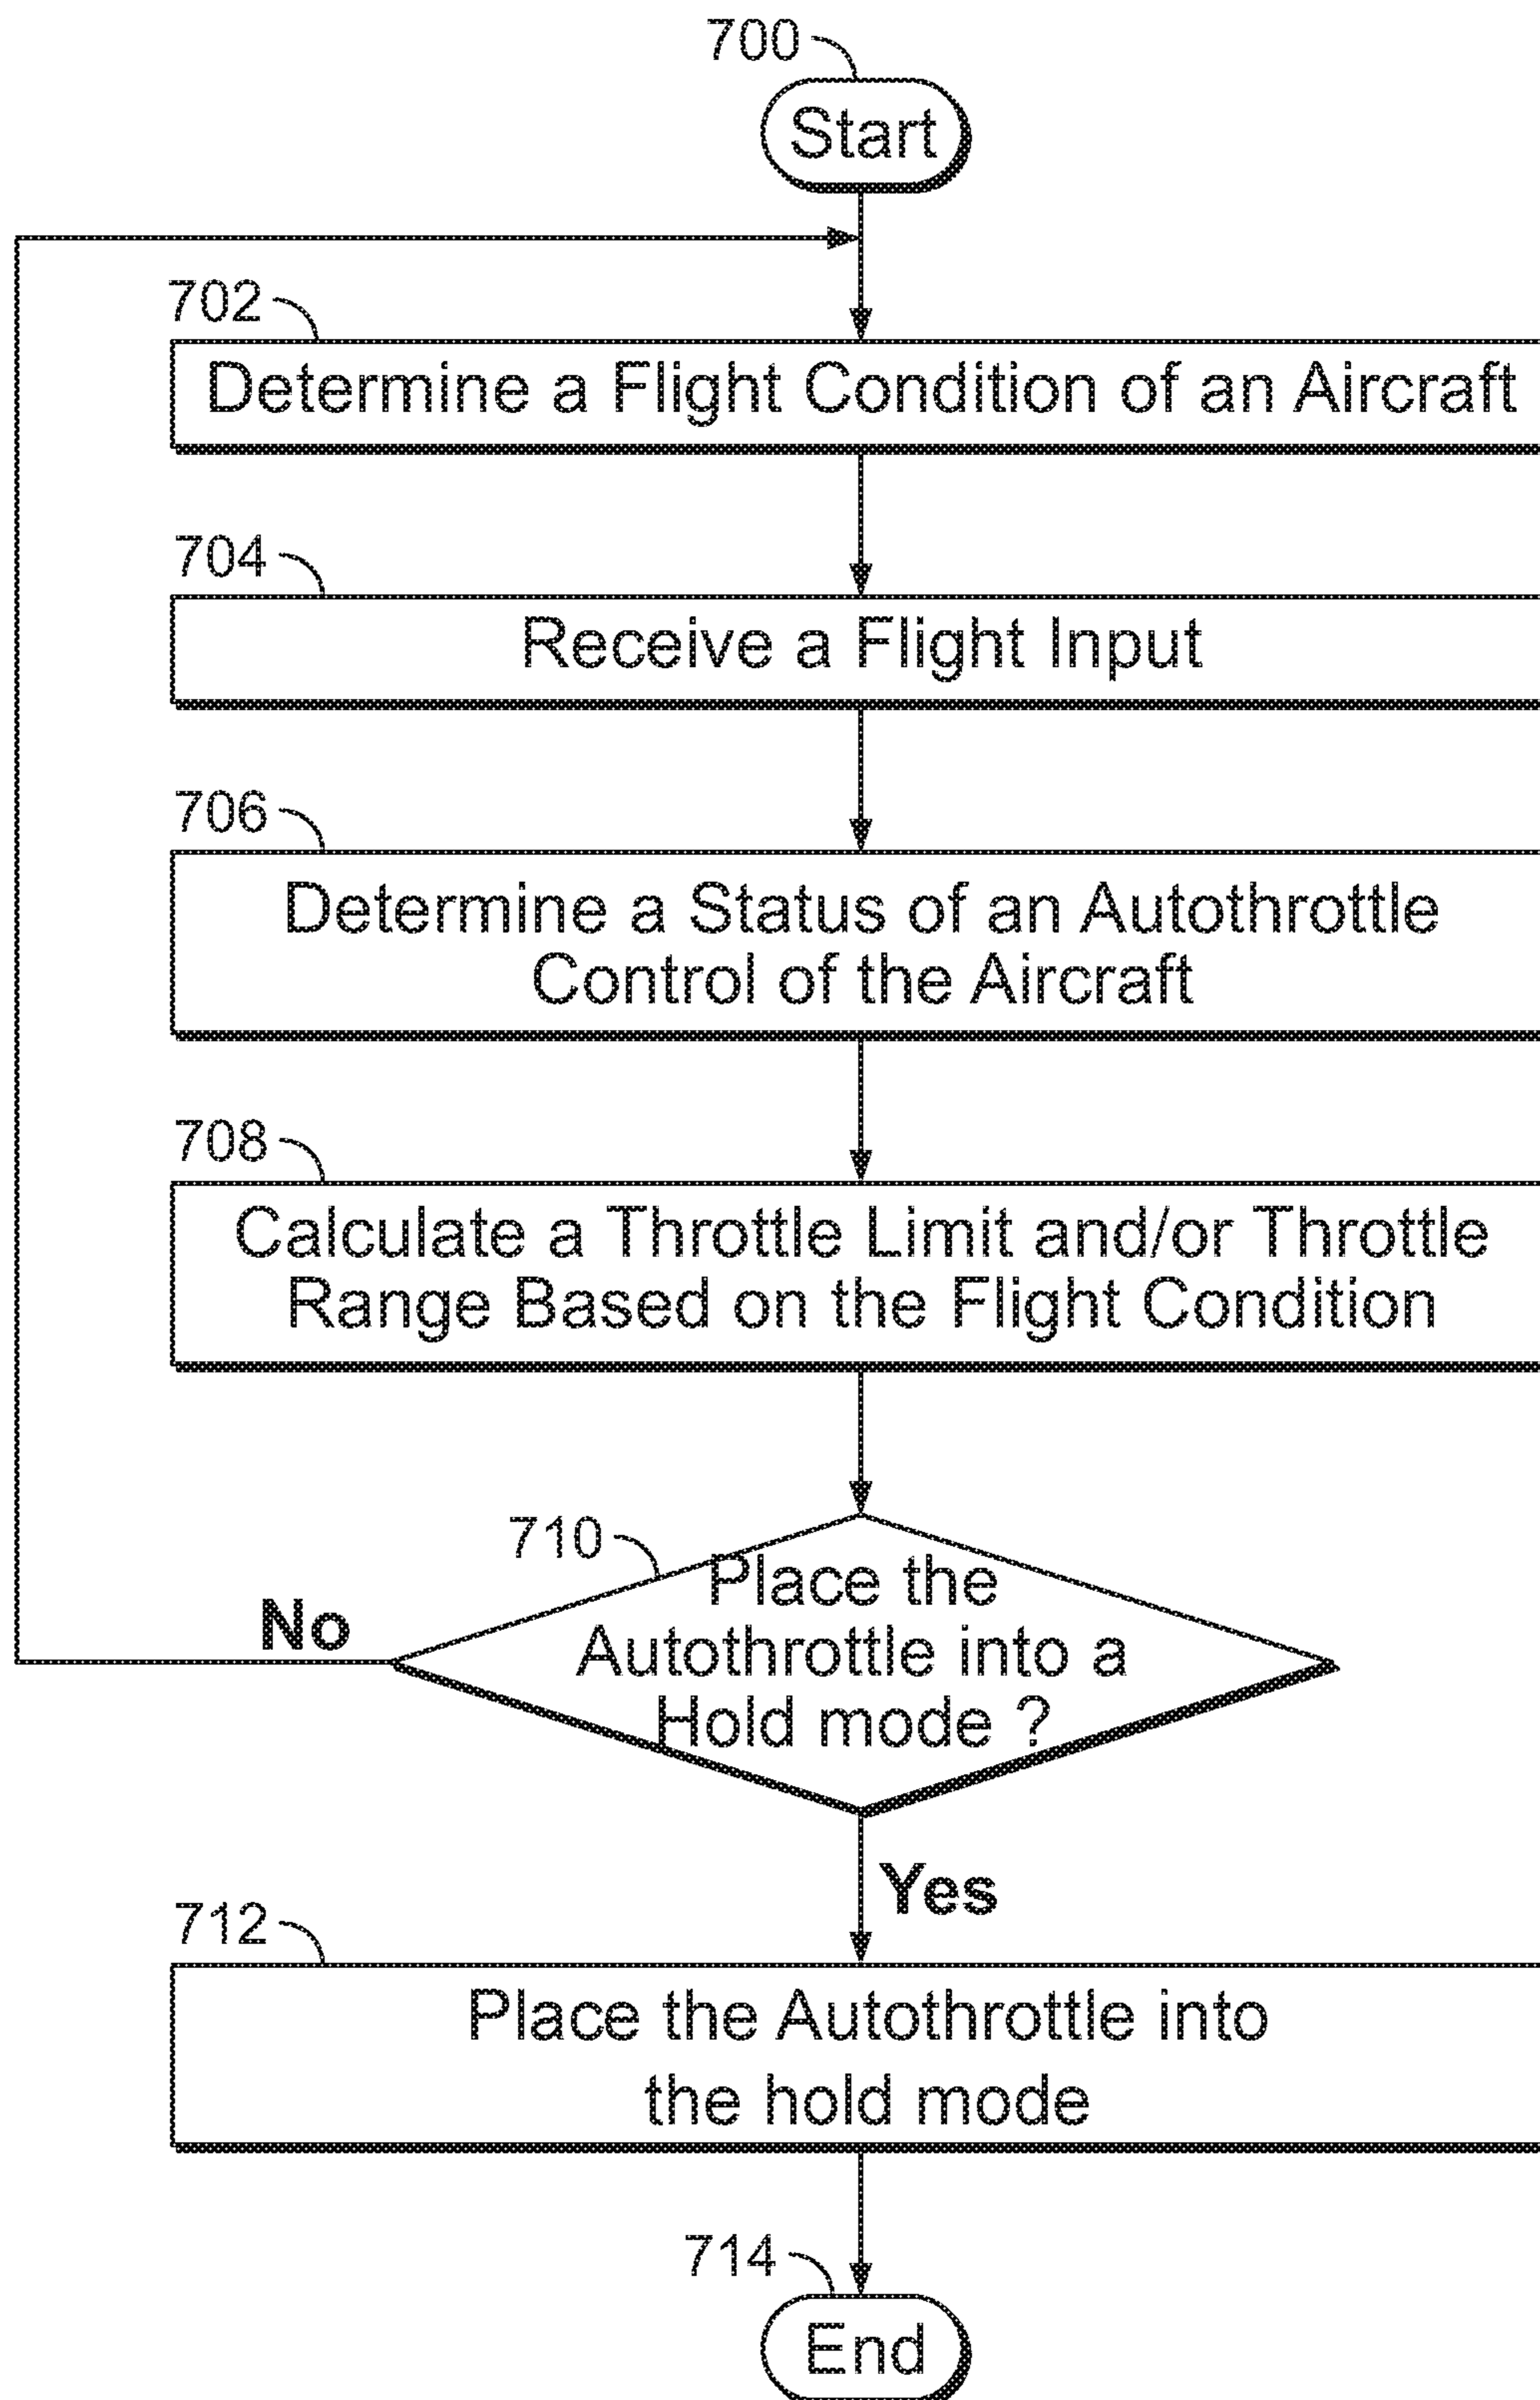 700
Start
702
Determine a Flight Condition of an Aircraft
704
Receive a Flight Input
706
Determine a Status of an Autothrottle
Control of the Aircraft
708
Calculate a Throttle Limit and/or Throttle
Range Based on the Flight Condition
710
Place the
Autothrottle into a
Hold mode ?
No
Yes
712
Place the Autothrottle into
the hold mode
714
End